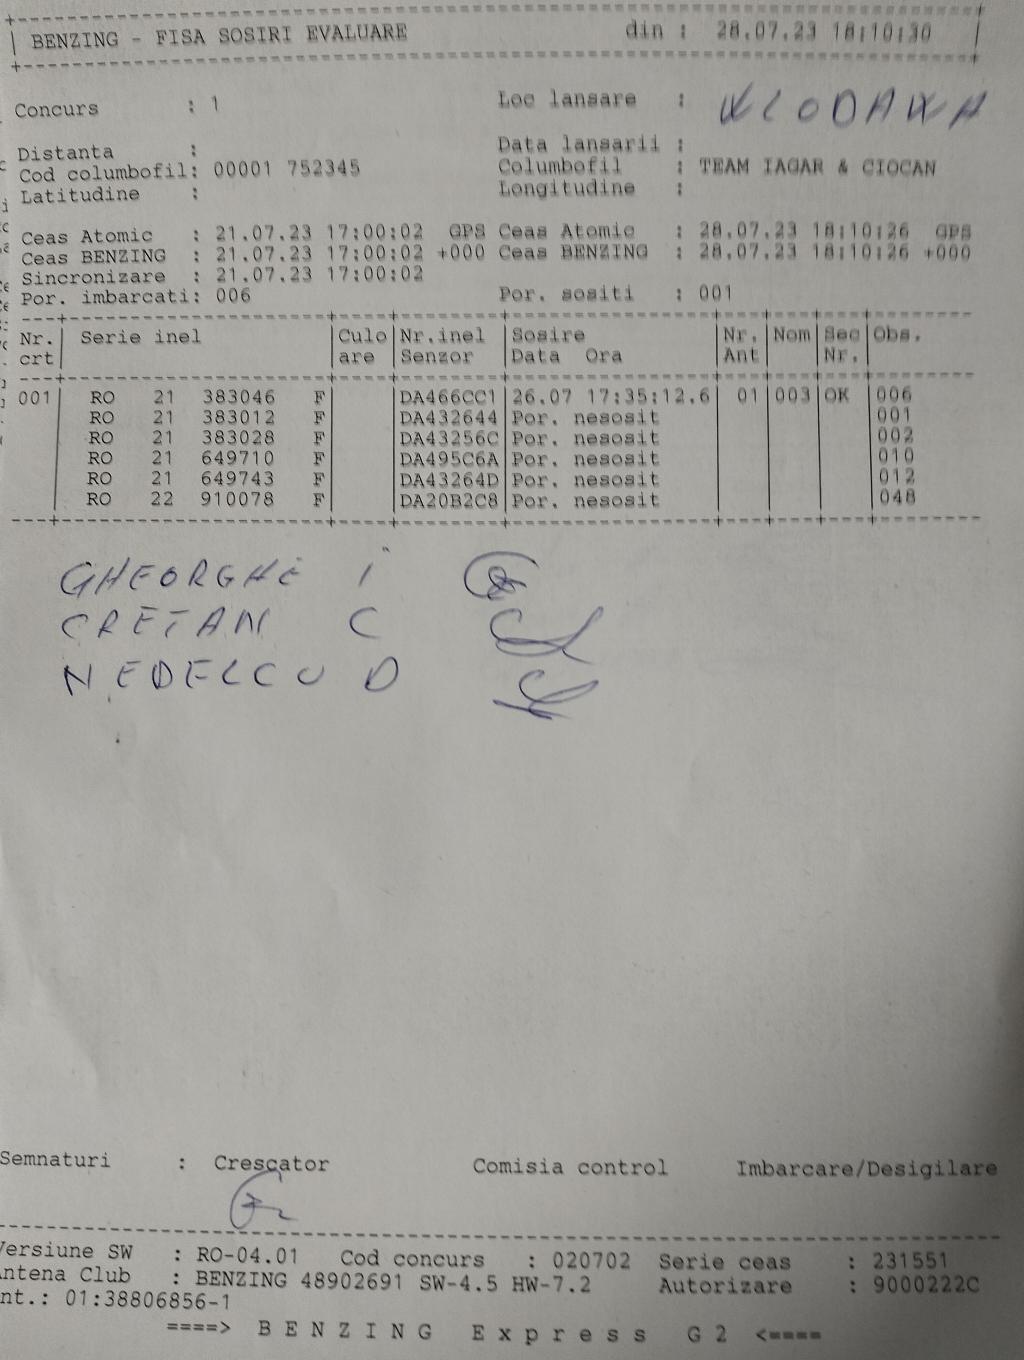 BENZING - FISA SOSIRI EVALUARE din : 28.07.23 18:10:30
Concurs : 1 Loc lansare : WLODAWA
Distanta : Data lansarii :
Cod columbofil: 00001 752345 Columbofil : TEAM IAGAR & CIOCAN
Latitudine : Longitudine :
Ceas Atomic : 21.07.23 17:00:02 GPS Ceas Atomic : 28.07.23 18:10:26 GPS
Ceas BENZING : 21.07.23 17:00:02 +000 Ceas BENZING : 28.07.23 18:10:26 +000
Sincronizare : 21.07.23 17:00:02
Por. imbarcati: 006 Por. sositi : 001
Nr. Serie inel Culo Nr.inel Sosire Nr. Nom Sec Obs.
crt are Senzor Data Ora Ant Nr.
001 RO 21 383046 F DA466CC1 26.07 17:35:12.6 01 003 OK 006
RO 21 383012 F DA432644 Por. nesosit 001
RO 21 383028 F DA43256C Por. nesosit 002
RO 21 649710 F DA495C6A Por. nesosit 010
RO 21 649743 F DA43264D Por. nesosit 012
RO 22 910078 F DA20B2C8 Por. nesosit 048
GHEORGHE I
CRETAN C
NEDELCU D
Semnaturi : Crescator Comisia control Imbarcare/Desigilare
Versiune SW : RO-04.01 Cod concurs : 020702 Serie ceas : 231551
Antena Club : BENZING 48902691 SW-4.5 HW-7.2 Autorizare : 9000222C
nt.: 01:38806856-1
====> BENZING Express G2 <====